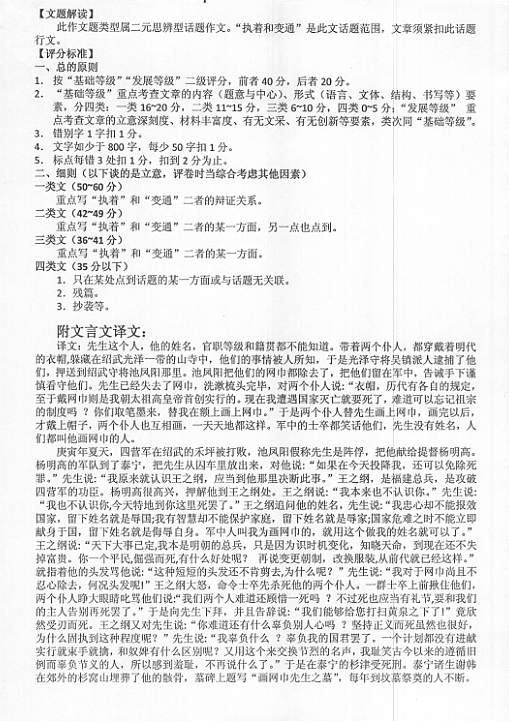 【文题解读】
此作文题类型属二元思辨型话题作文。“执着和变通”是此文话题范围，文章须紧扣此话题
行文。
【评分标准】
一、总的原则
1. 按“基础等级”“发展等级”二级评分，前者 40 分，后者 20 分。
2. “基础等级”重点考查文章的内容（题意与中心）、形式（语言、文体、结构、书写等）要
素，分四类：一类 16~20 分，二类 11~15 分，三类 6~10 分，四类 0~5 分；“发展等级” 重
点考查文章的立意深刻度、材料丰富度、有无文采、有无创新等要素，类次同“基础等级”。
3. 错别字 1 字扣 1 分。
4. 文字如少于 800 字，每少 50 字扣 1 分。
5. 标点每错 3 处扣 1 分，扣到 2 分为止。
二、细则（以下谈的是立意，评卷时当综合考虑其他因素）
一类文（50~60 分）
重点写“执着”和“变通”二者的辩证关系。
二类文（42~49 分）
重点写“执着”和“变通”二者的某一方面，另一点也点到。
三类文（36~41 分）
重点写“执着”和“变通”二者的某一方面。
四类文（35 分以下）
1. 只在某处点到话题的某一方面或与话题无关联。
2. 残篇。
3. 抄袭等。
附文言文译文：
译文：先生这个人，他的姓名，官职等级和籍贯都不能知道。带着两个仆人，都穿戴着明代
的衣帽,躲藏在绍武光泽一带的山寺中，他们的事情被人所知，于是光泽守将吴镇派人逮捕了他
们，押送到绍武守将池凤阳那里。池凤阳把他们的网巾都除去了，把他们留在军中，告诫手下谨
慎看守他们。先生已经失去了网巾，洗漱梳头完毕，对两个仆人说：“衣帽，历代有各自的规定，
至于戴网巾则是我朝太祖高皇帝首创实行的。现在我遭遇国家灭亡就要死了，难道可以忘记祖宗
的制度吗 ？你们取笔墨来，替我在额上画上网巾。”于是两个仆人替先生画上网巾，画完以后，
才戴上帽子，两个仆人也互相画，一天天地都这样。军中的士卒都笑话他们，先生没有姓名，人
们都叫他画网巾的人。
庚寅年夏天，四营军在绍武的禾坪被打败，池凤阳假称先生是阵俘，把他献给提督杨明高。
杨明高的军队到了泰宁，把先生从囚车里放出来，对他说：“如果在今天投降我，还可以免除死
罪。”先生说：“我原来就认识王之纲，应当到他那里决断此事。”王之纲，是福建总兵，是攻破
四营军的功臣。杨明高很高兴，押解他到王之纲处。王之纲说：“我本来也不认识你。”先生说：
“我也不认识你,今天特地到你这里死罢了。”王之纲追问他的姓名，先生说：“我忠心却不能报效
国家，留下姓名就是辱国;我有智慧却不能保护家庭，留下姓名就是辱家;国家危难之时不能立即
献身于国，留下姓名就是侮辱自身。军中人叫我为画网巾的，就用这个做我的姓名就可以了。”
王之纲说：“天下大事已定,我本是明朝的总兵，只是因为识时机变化，知晓天命，到现在还不失
掉富贵。你一个平民,倔强而死,有什么好处呢？ 再说变更朝制，改换服装,从前代就已经这样。”
就指着他的头发骂他说：“这种短短的头发还不肯剪去,为什么呢？”先生说：“我对于网巾尚且不
忍心除去，何况头发呢！”王之纲大怒，命令士卒先杀死他的两个仆人。一群士卒上前揪住他们，
两个仆人睁大眼睛呵骂他们说:“我们两个人难道还顾惜一死吗 ？不过死也应当有礼节,要和我们
的主人告别再死罢了。”于是向先生下拜，并且告辞说：“我们能够给您打扫黄泉之下了！”竟欣
然受刃而死。王之纲又对先生说：“你难道还有什么辜负别人心吗 ？坚持正义而死虽然也很好，
为什么固执到这种程度呢？”先生说：“我辜负什么 ？辜负我的国君罢了。一个计划都没有进献
实行就束手就擒，和奴婢有什么区别呢？又用这个来交换节烈的名声，我耻笑古今以来的遵循旧
例而辜负节义的人，所以感到羞耻，不再说什么了。”于是在泰宁的杉津受死刑。泰宁诸生谢韩
在郊外的杉窝山埋葬了他的骸骨，墓碑上题写“画网巾先生之墓”，每年到坟墓祭奠的人不断。